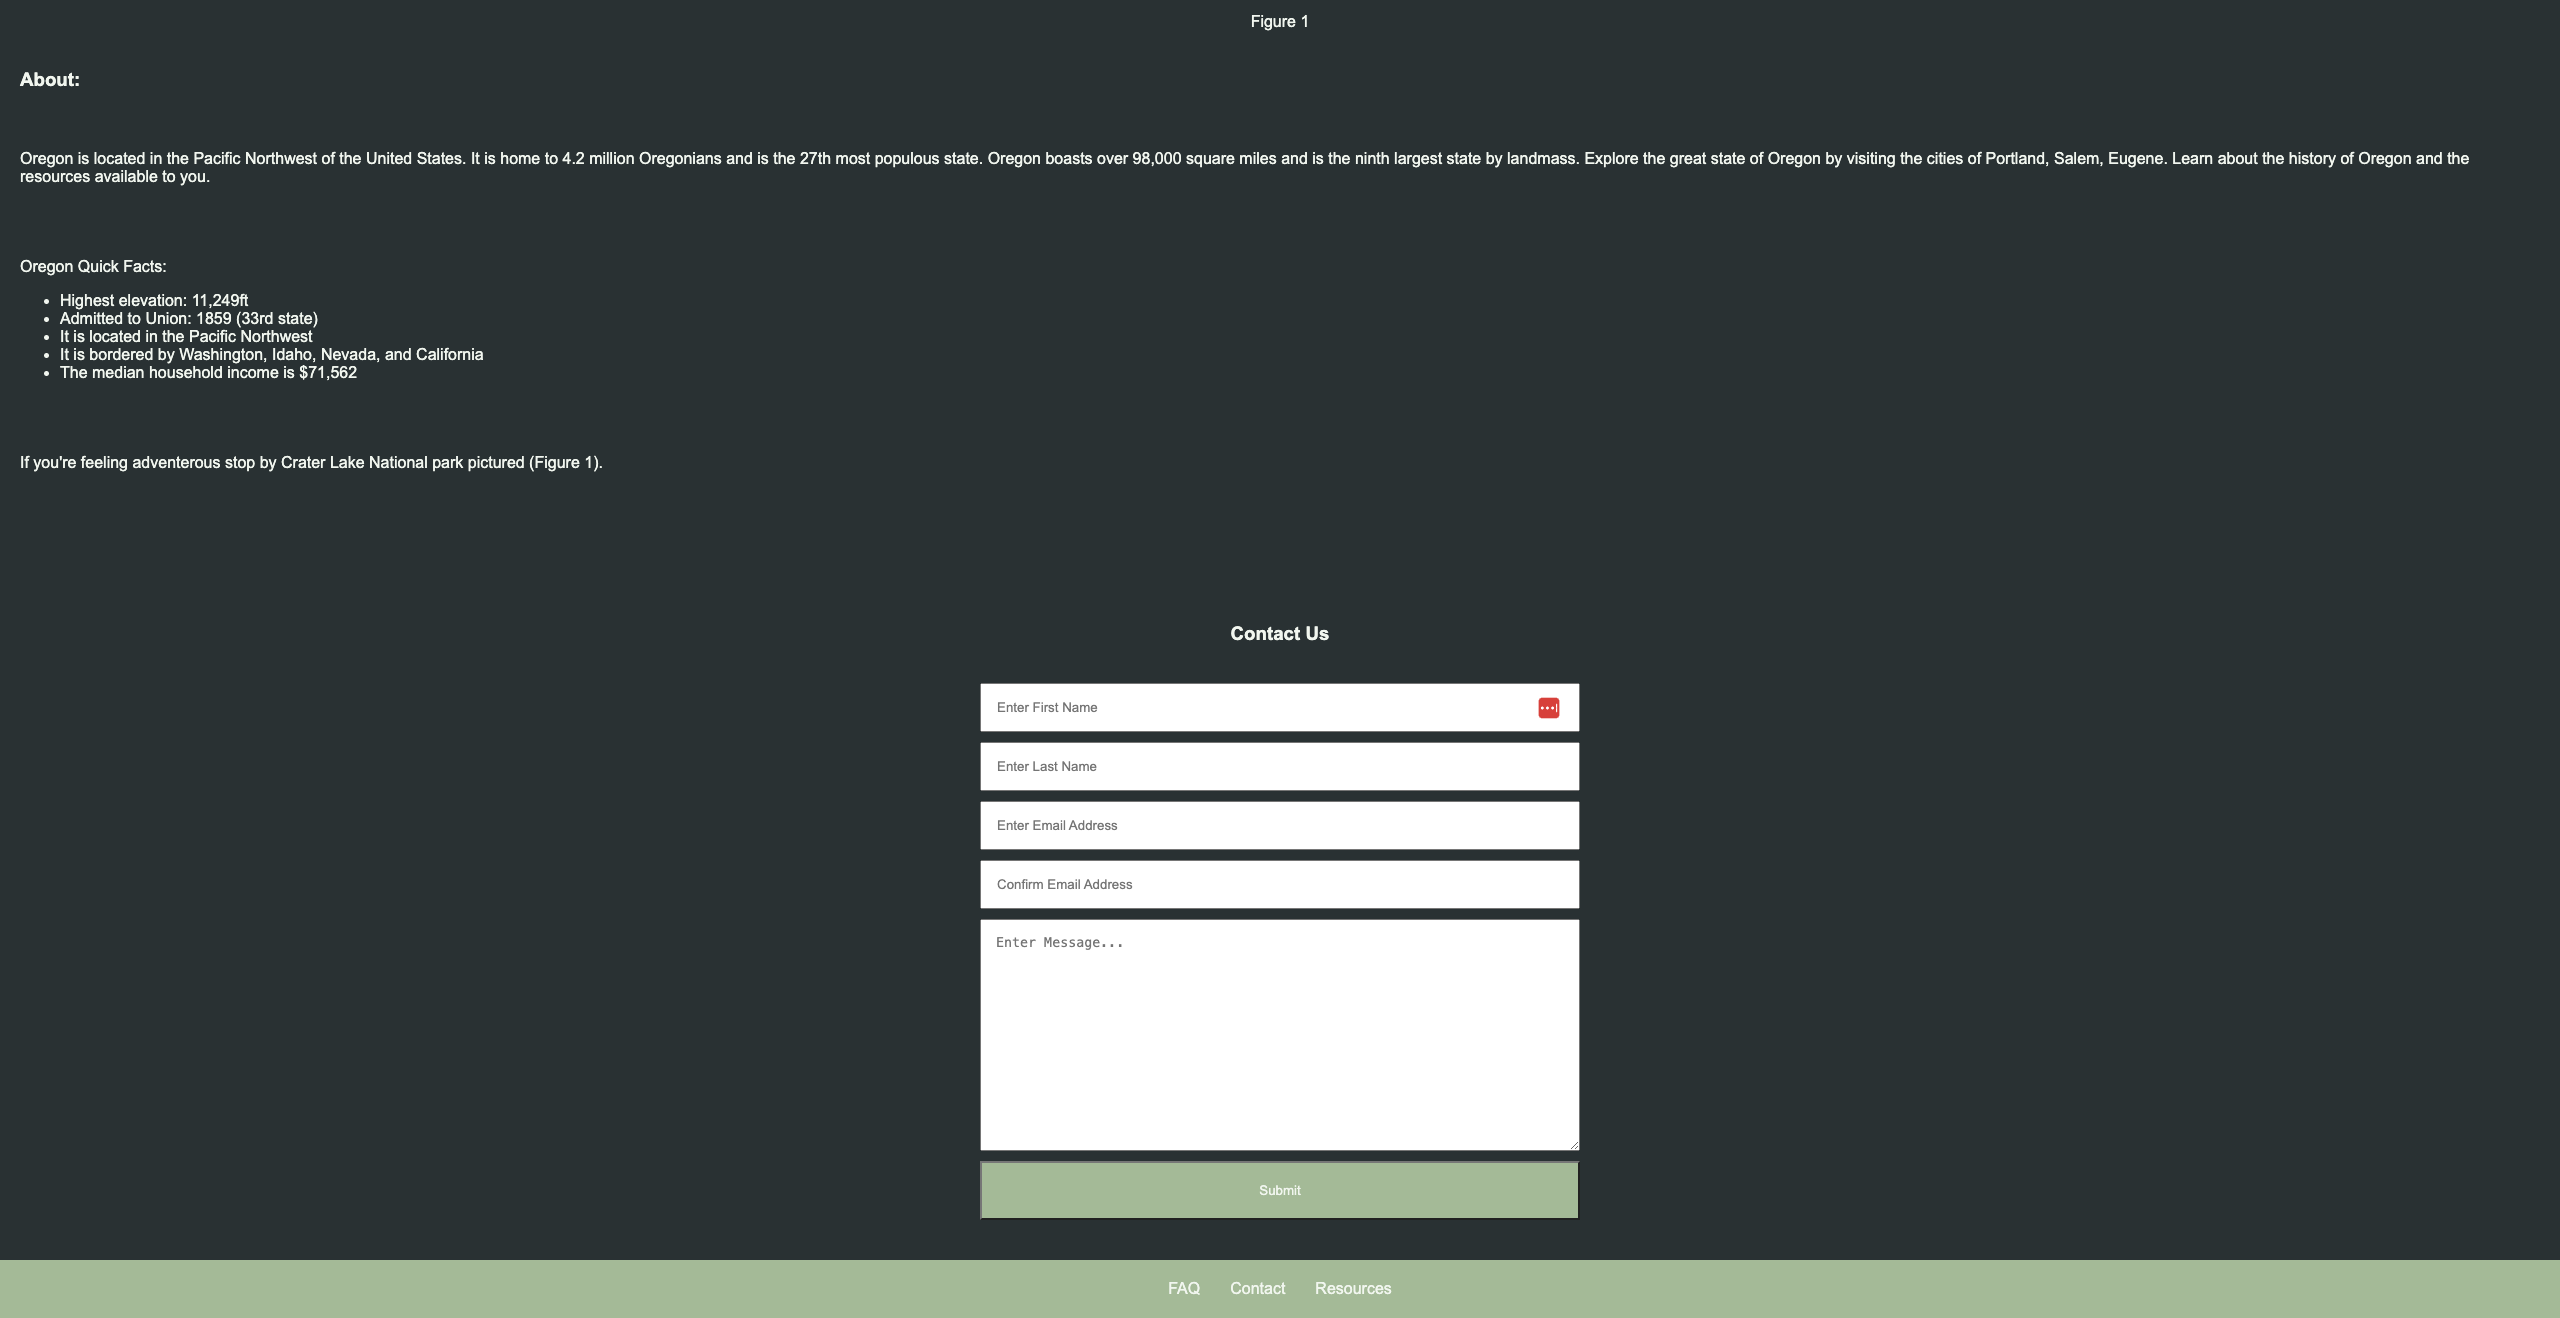 Figure 1
About:
Oregon is located in the Pacific Northwest of the United States. It is home to 4.2 million Oregonians and is the 27th most populous state. Oregon boasts over 98,000 square miles and is the ninth largest state by landmass. Explore the great state of Oregon by visiting the cities of Portland, Salem, Eugene. Learn about the history of Oregon and the
resources available to you.
Oregon Quick Facts:
• Highest elevation: 11,249ft
• Admitted to Union: 1859 (33rd state)
• It is located in the Pacific Northwest
• It is bordered by Washington, Idaho, Nevada, and California
• The median household income is $71,562
If you're feeling adventerous stop by Crater Lake National park pictured (Figure 1).
Contact Us
Enter First Name
Enter Last Name
Enter Email Address
Confirm Email Address
Enter Message...
Submit
FAQ Contact Resources